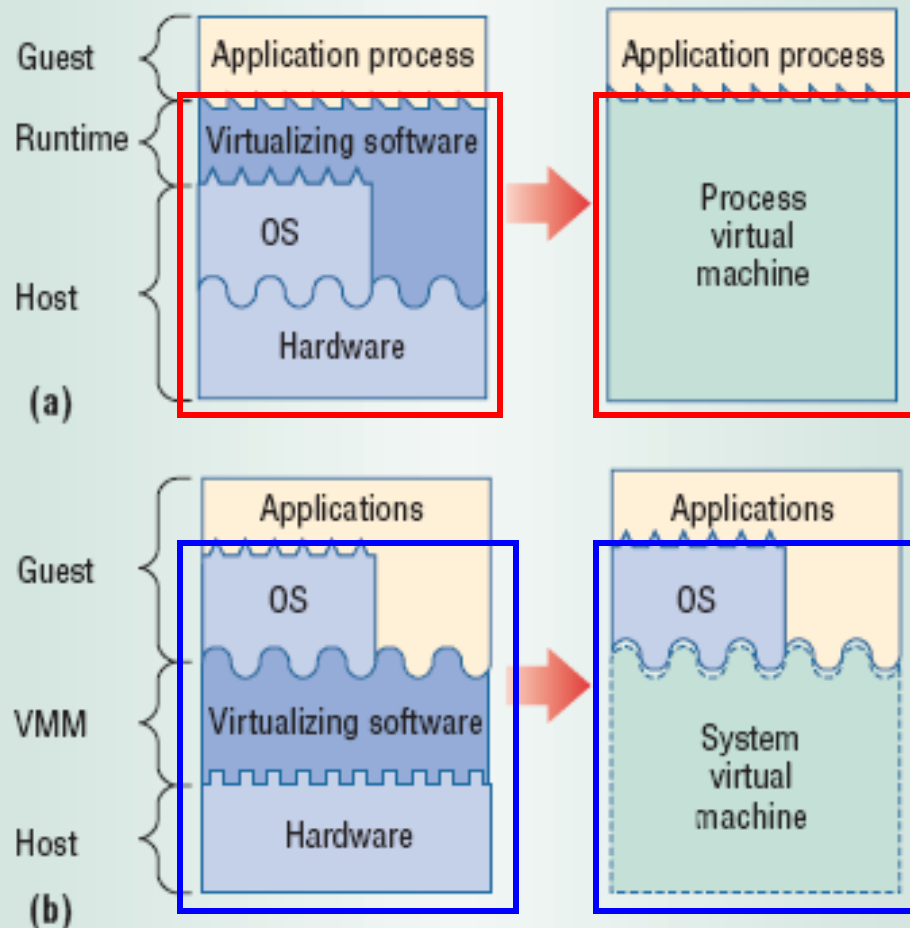 Guest
Application process
Application process
Runtime
Virtualizing software
OS
Process
virtual
machine
Host
Hardware
(a)
Applications
Applications
Guest
OS
OS
VMM
Virtualizing software
System
virtual
machine
Host
Hardware
(b)